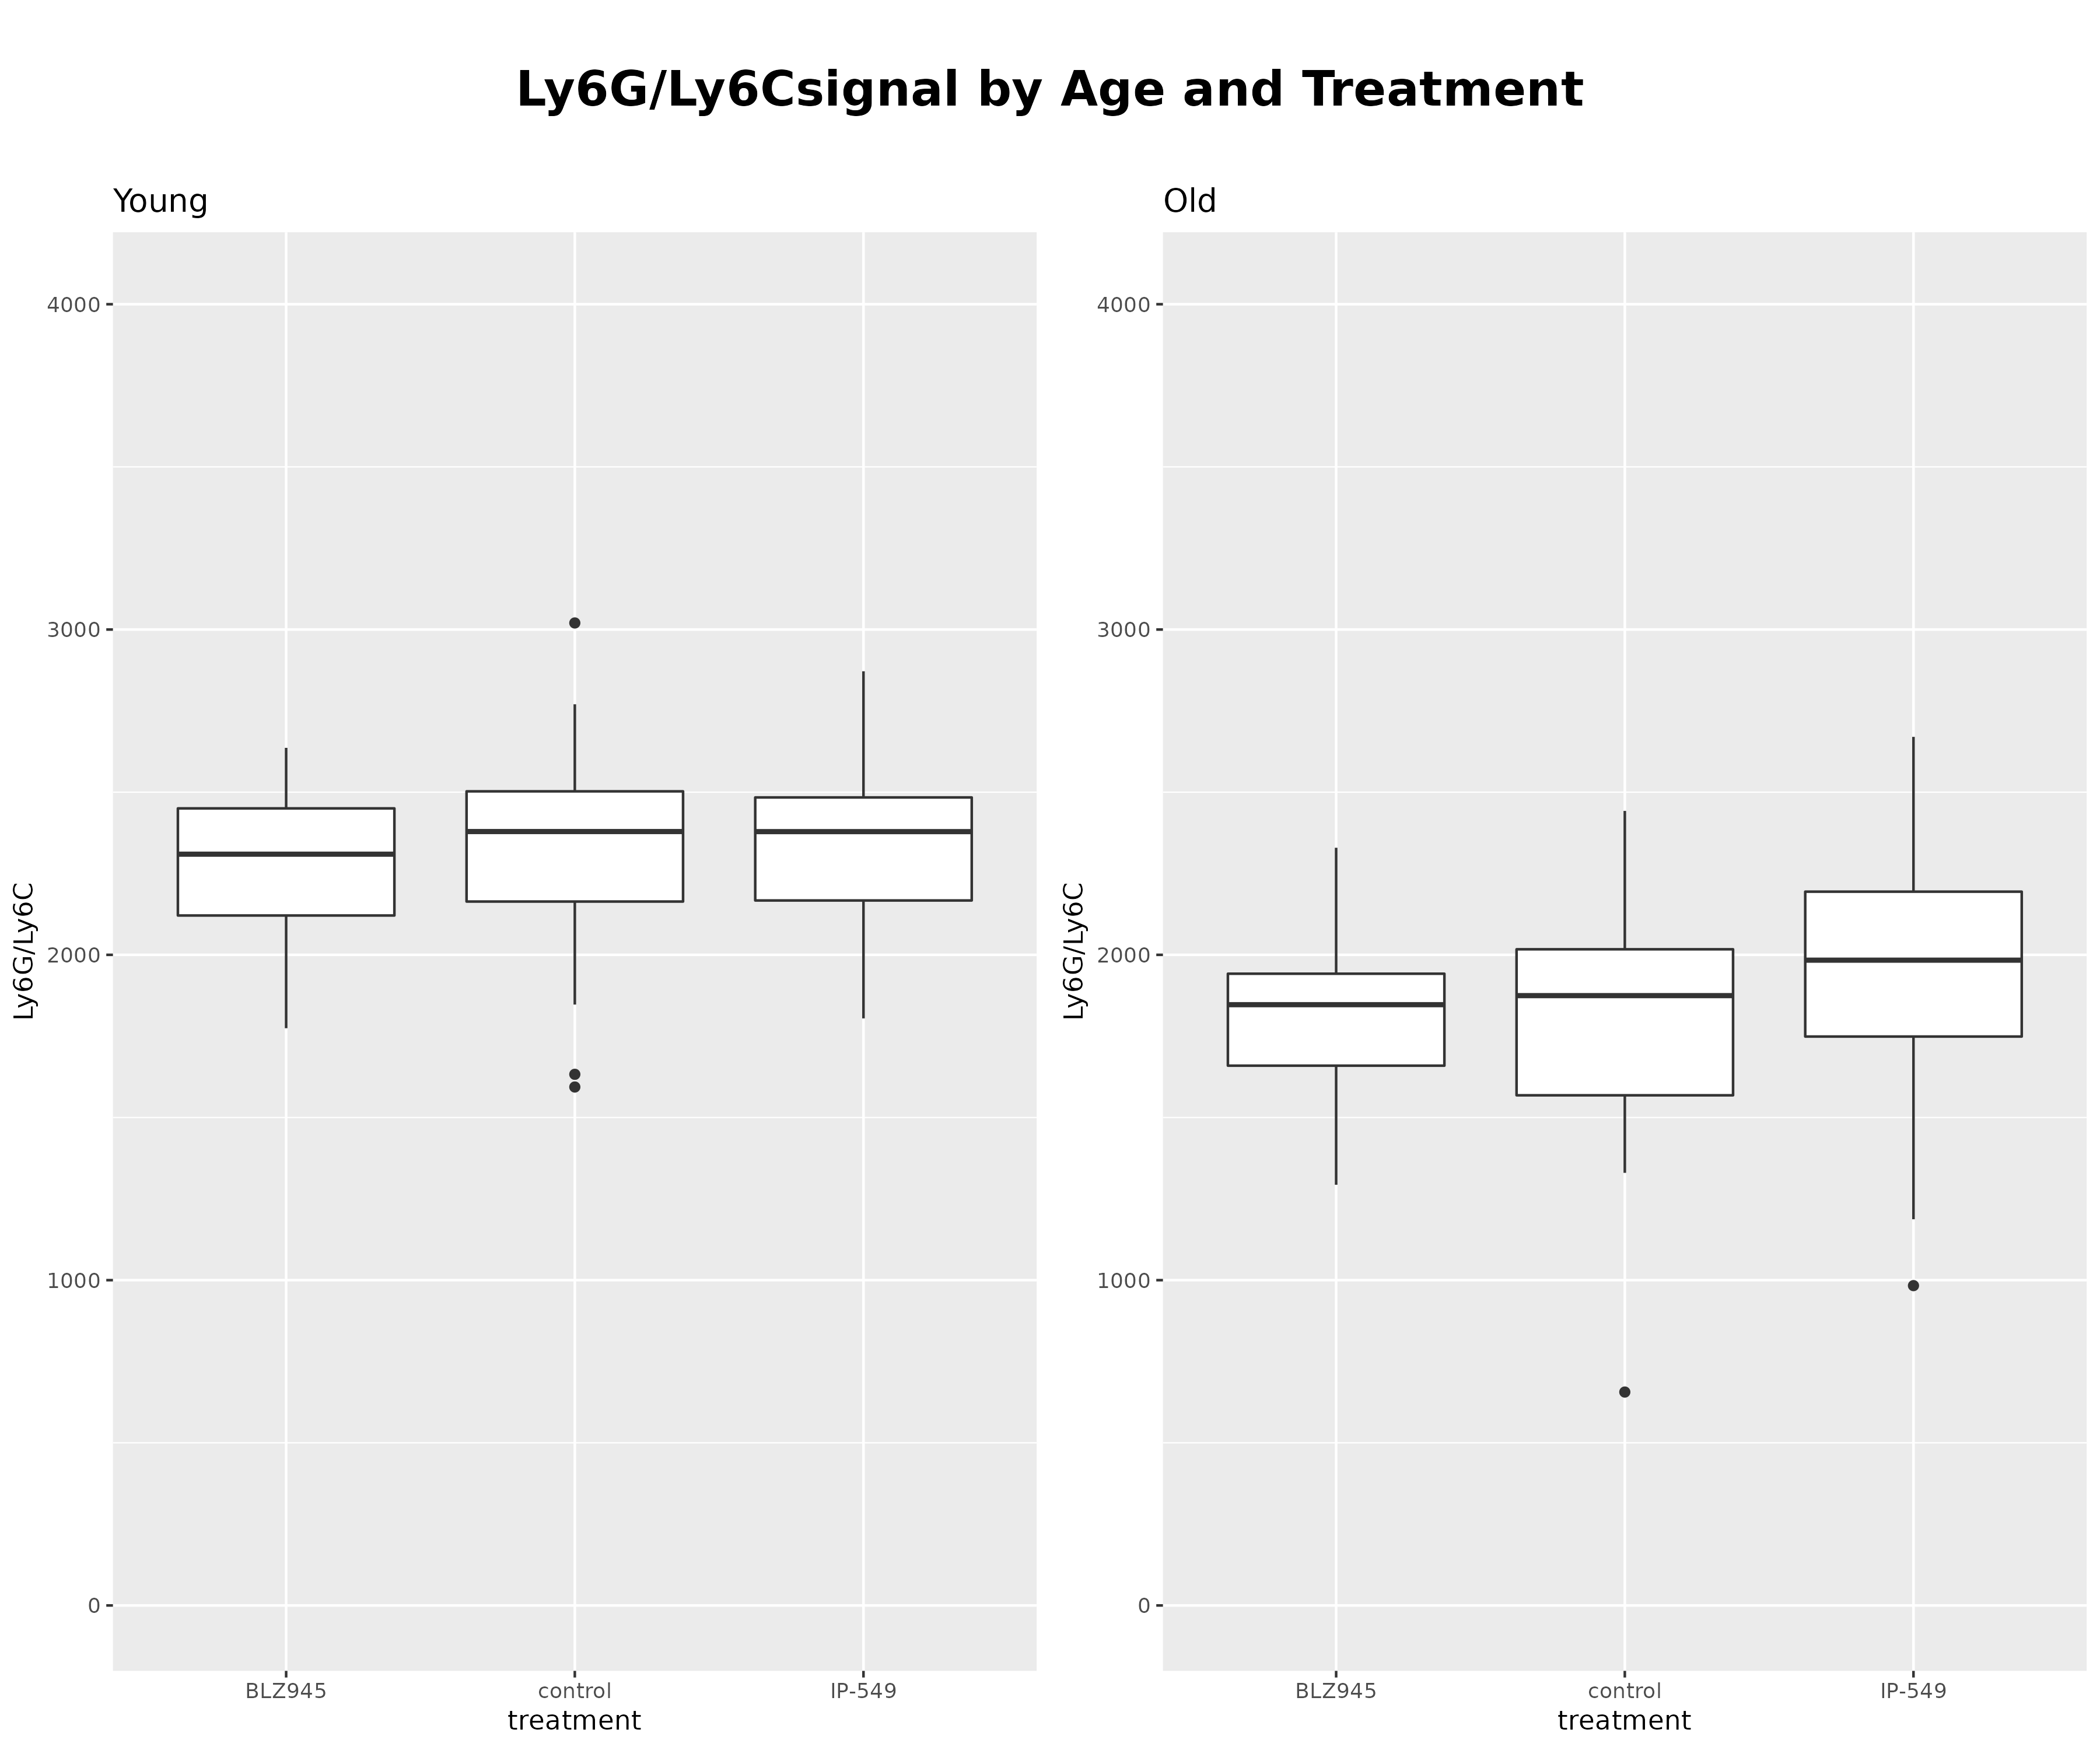 Ly6G/Ly6Csignal by Age and Treatment
Young
4000
3000
2000
1000
0
Ly6G/Ly6C
BLZ945 control IP-549
treatment
Old
4000
3000
2000
1000
0
Ly6G/Ly6C
BLZ945 control IP-549
treatment